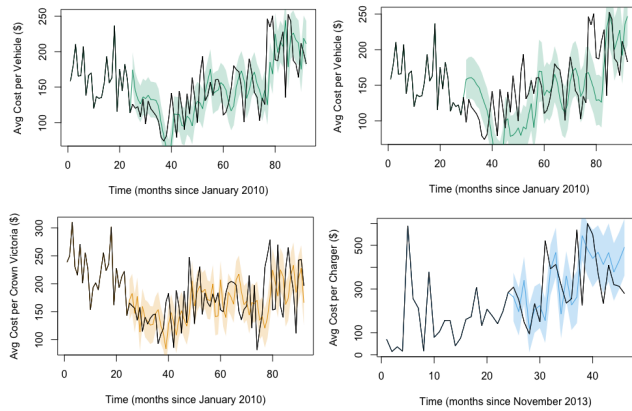 Avg Cost per Vehicle ($)
250
200
150
100
0 20 40 60 80
Time (months since January 2010)
Avg Cost per Vehicle ($)
250
200
150
100
0 20 40 60 80
Time (months since January 2010)
Avg Cost per Crown Victoria ($)
300
250
200
150
100
0 20 40 60 80
Time (months since January 2010)
Avg Cost per Charger ($)
500
300
100
0
0 10 20 30 40
Time (months since November 2013)